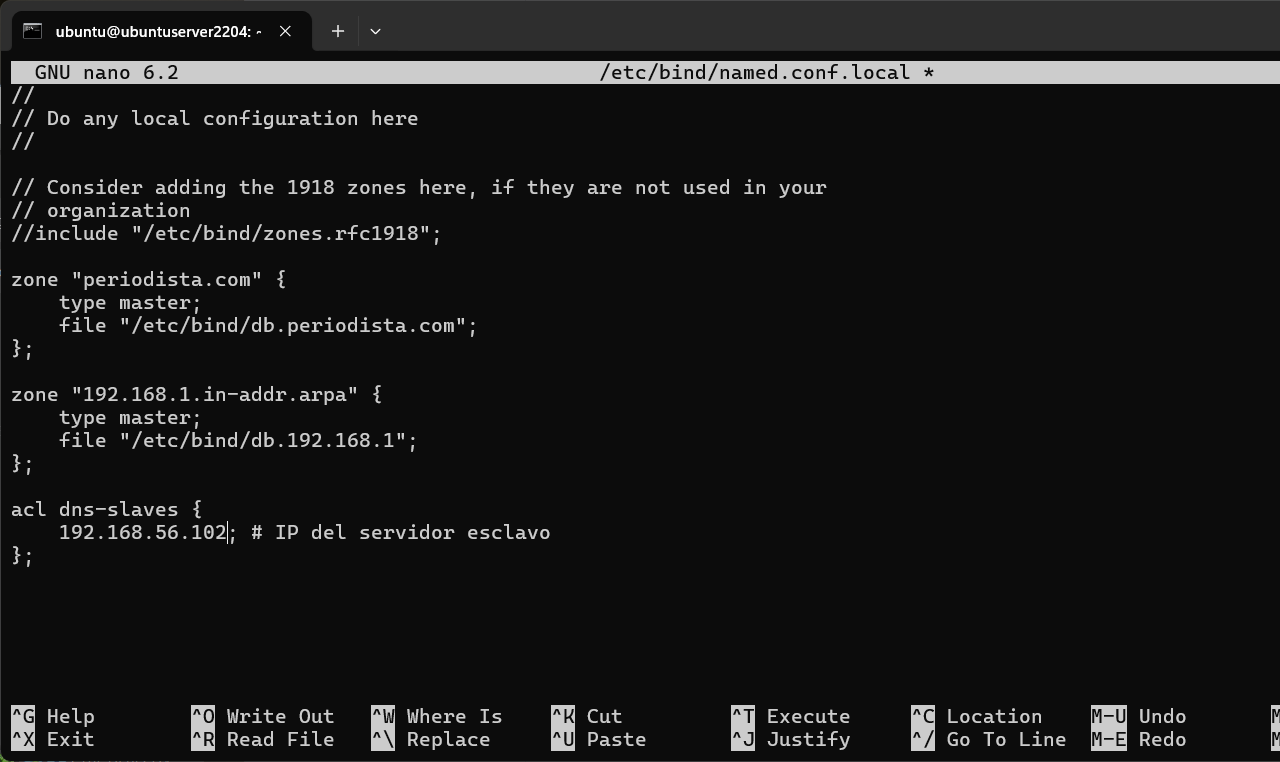 ubuntu@ubuntuserver2204: ~
GNU nano 6.2 /etc/bind/named.conf.local *
//
// Do any local configuration here
//
// Consider adding the 1918 zones here, if they are not used in your
// organization
//include "/etc/bind/zones.rfc1918";
zone "periodista.com" {
    type master;
    file "/etc/bind/db.periodista.com";
};
zone "192.168.1.in-addr.arpa" {
    type master;
    file "/etc/bind/db.192.168.1";
};
acl dns-slaves {
    192.168.56.102; # IP del servidor esclavo
};
^G Help ^O Write Out ^W Where Is ^K Cut ^T Execute ^C Location M-U Undo
^X Exit ^R Read File ^\ Replace ^U Paste ^J Justify ^/ Go To Line M-E Redo